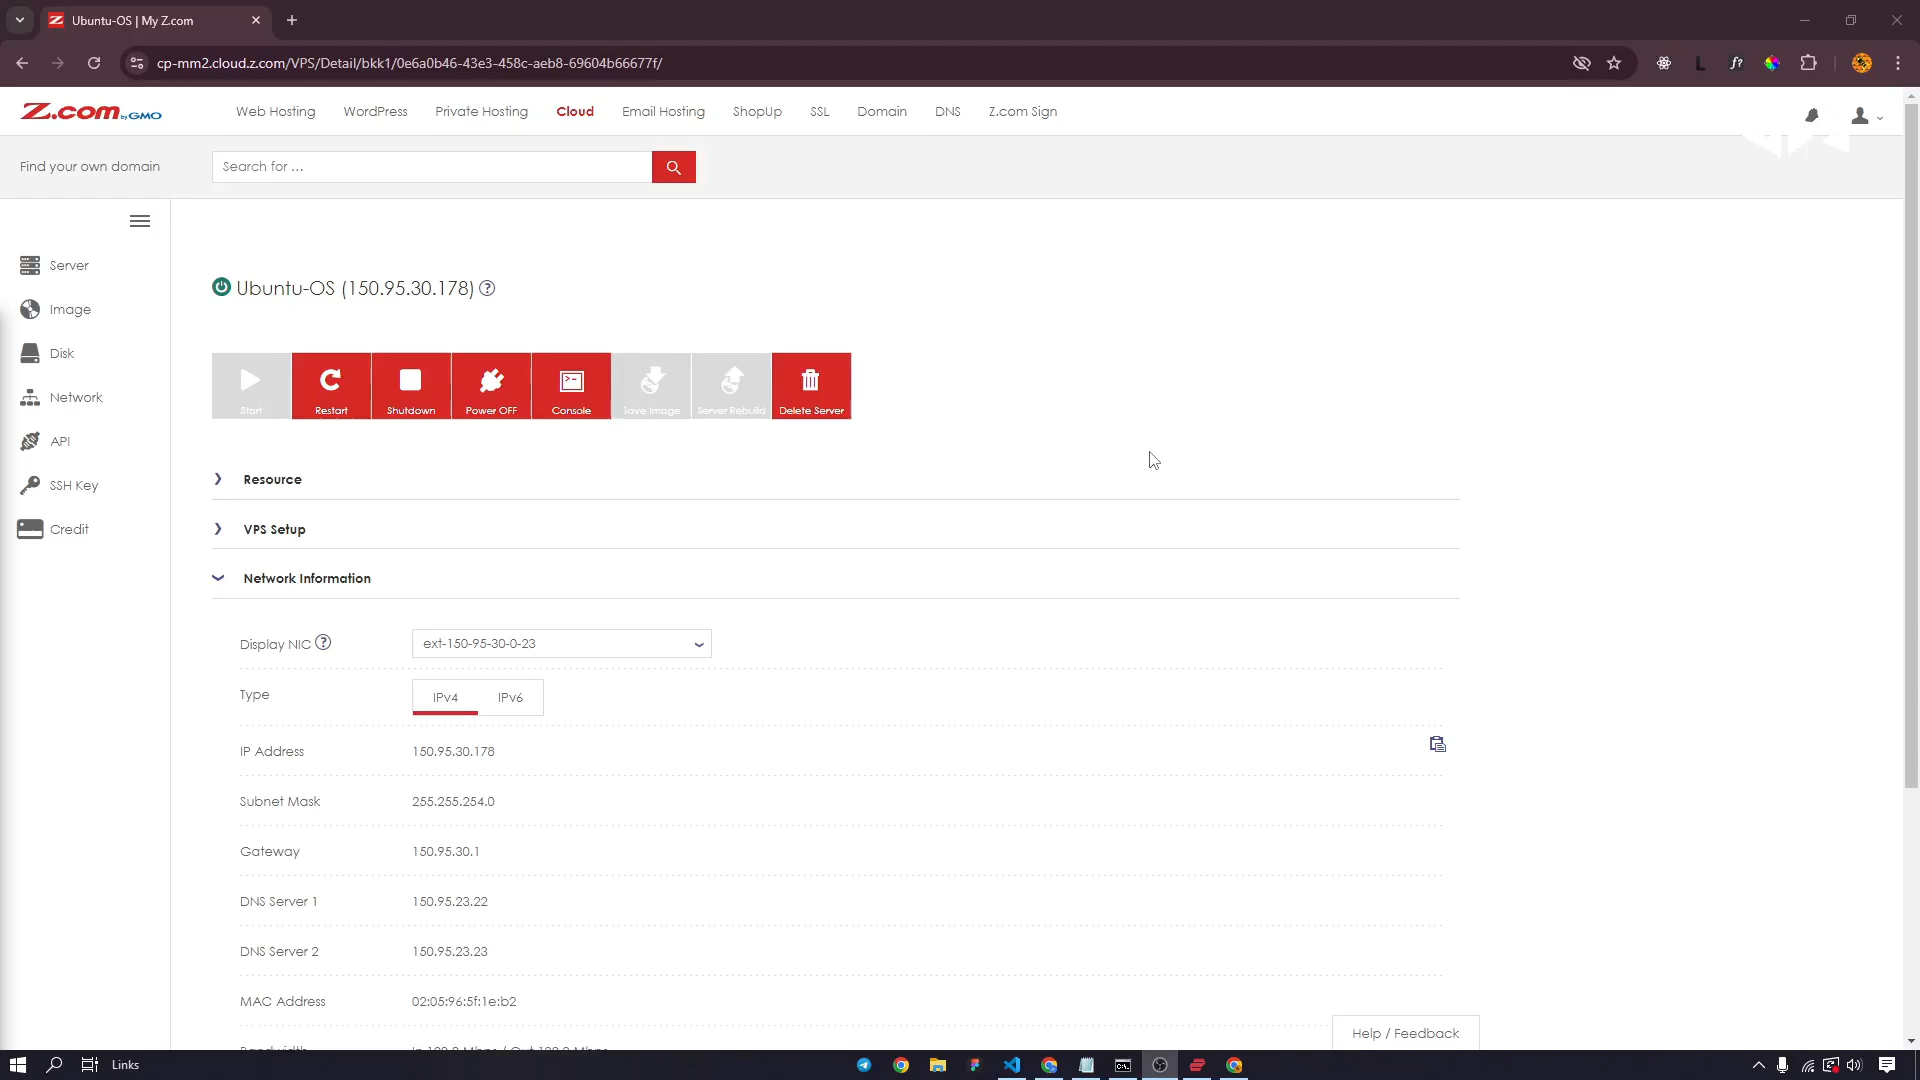 Ubuntu-OS | My Z.com
cp-mm2.cloud.z.com/VPS/Detail/bkk1/0e6a0b46-43e3-458c-aeb8-69604b66677f/
Z.com by GMO
Web Hosting
WordPress
Private Hosting
Cloud
Email Hosting
ShopUp
SSL
Domain
DNS
Z.com Sign
Find your own domain
Search for ...
Server
Image
Disk
Network
API
SSH Key
Credit
Ubuntu-OS (150.95.30.178)
Start
Restart
Shutdown
Power OFF
Console
Save Image
Server Rebuild
Delete Server
Resource
VPS Setup
Network Information
Display NIC
ext-150-95-30-0-23
Type
IPv4
IPv6
IP Address
150.95.30.178
Subnet Mask
255.255.254.0
Gateway
150.95.30.1
DNS Server 1
150.95.23.22
DNS Server 2
150.95.23.23
MAC Address
02:05:96:5f:1e:b2
Help / Feedback
Links